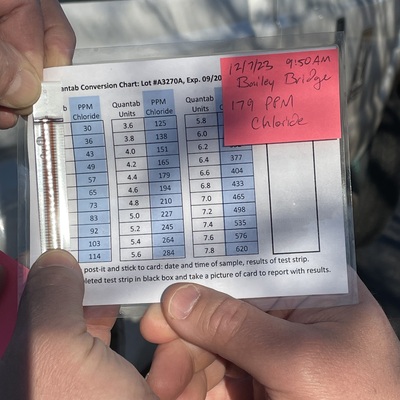 uantab Conversion Chart: Lot #A3270A, Exp. 09/20
12/7/23 9:50 AM
Bailey Bridge
179 PPM
Chloride
b PPM Quantab PPM Quantab
Chloride Units Chloride Units
30 3.6 125 5.8
36 3.8 138 6.0
43 4.0 151 6.2
49 4.2 165 6.4 377
57 4.4 179 6.6 404
65 4.6 194 6.8 433
73 4.8 210 7.0 465
83 5.0 227 7.2 498
92 5.2 245 7.4 535
103 5.4 264 7.6 576
114 5.6 284 7.8 620
post-it and stick to card: date and time of sample, results of test strip.
leted test strip in black box and take a picture of card to report with results.